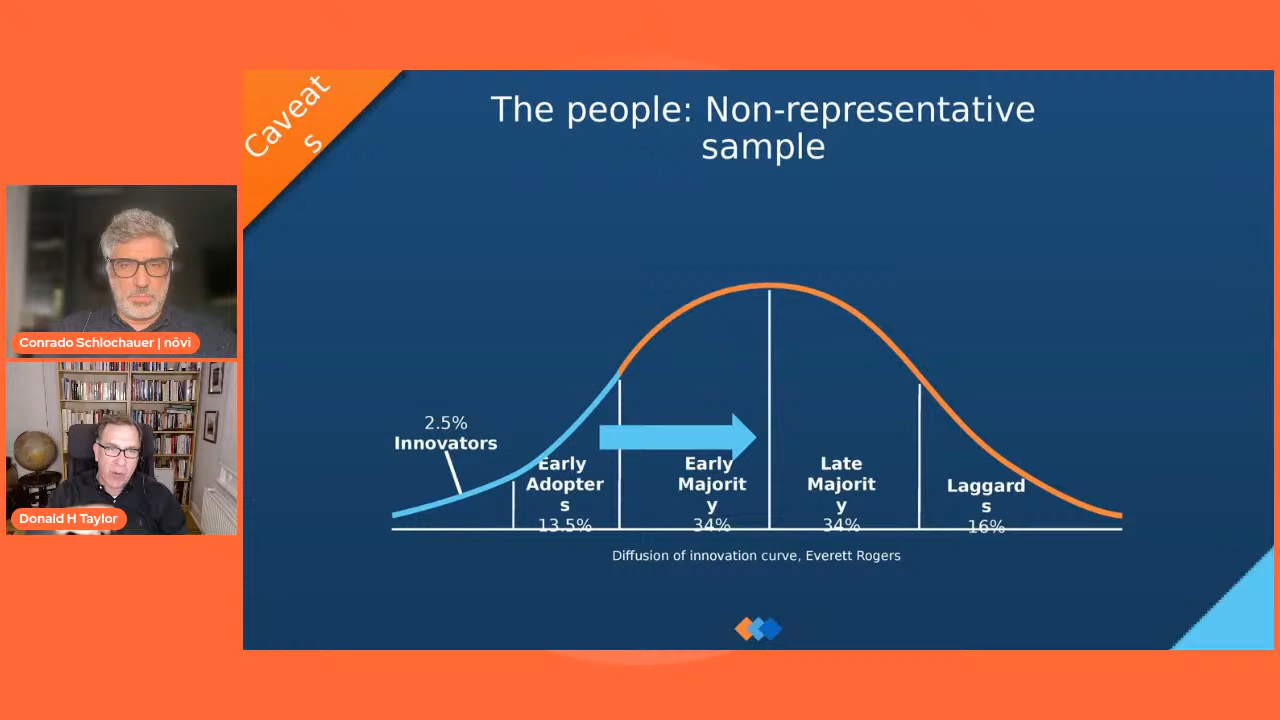 Caveat
s
The people: Non-representative
sample
2.5%
Innovators
Early
Adopter
s
13.5%
Early
Majorit
y
34%
Late
Majorit
y
34%
Laggard
s
16%
Diffusion of innovation curve, Everett Rogers
Conrado Schlochauer | nōvi
Donald H Taylor